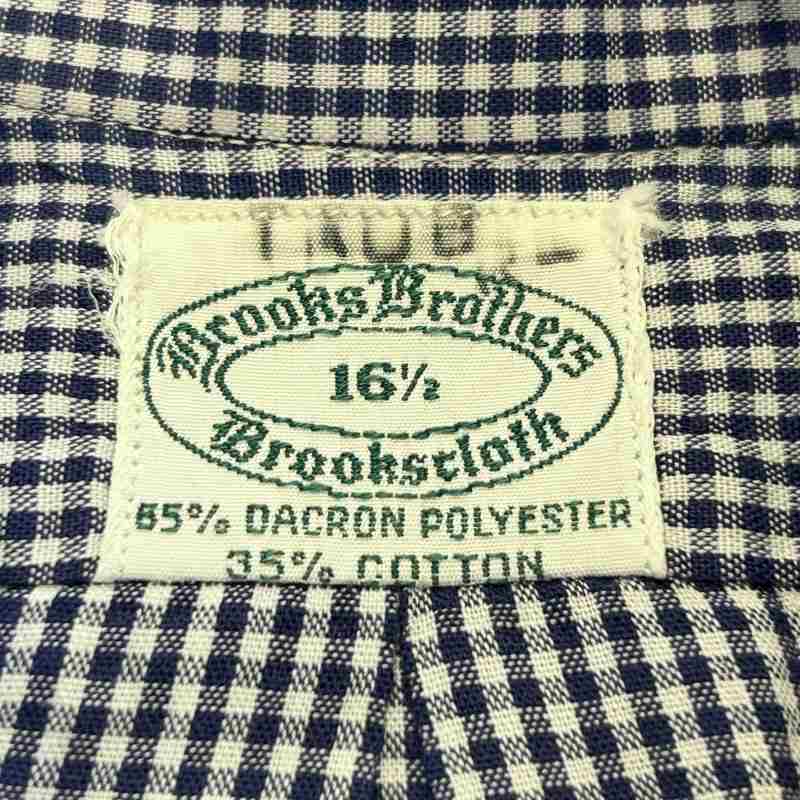 Brooks Brothers
16½
Brookscloth
65% DACRON POLYESTER
35% COTTON